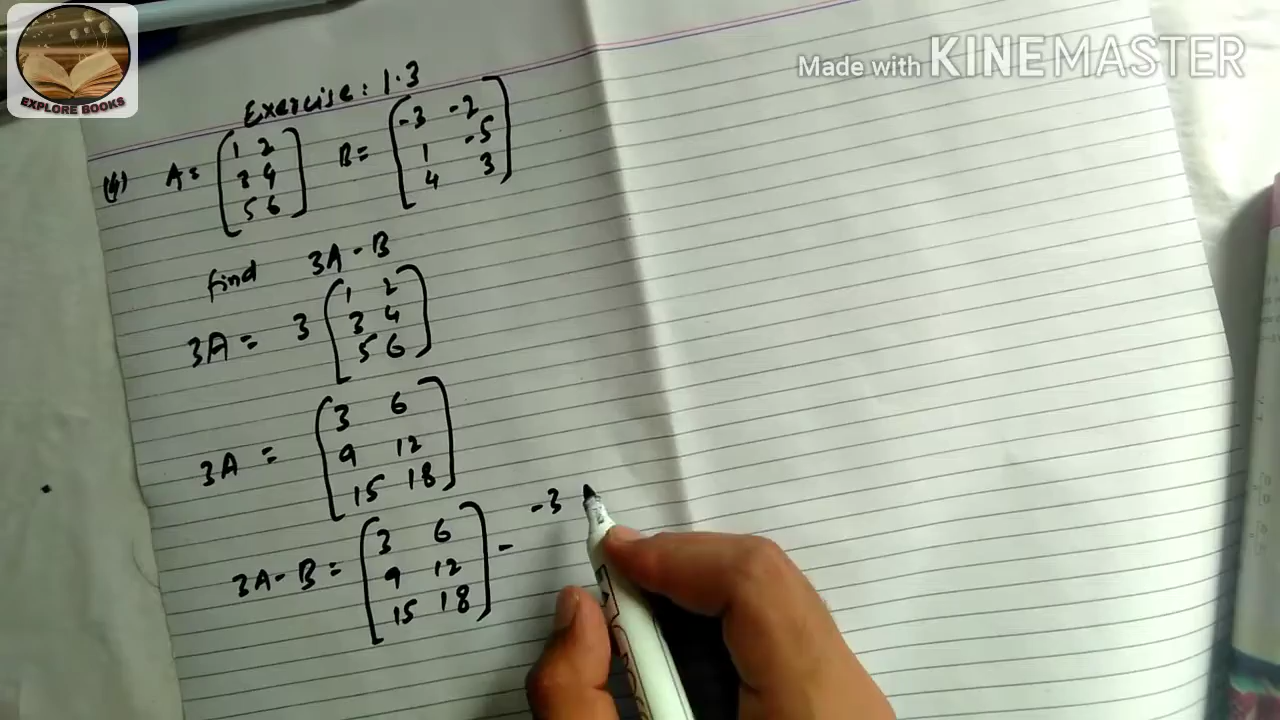 EXPLORE BOOKS
Made with KINEMASTER
Exercise: 1.3
(4) A = [1 2
3 4
5 6] B = [-3 -2
1 -5
4 3]
find 3A - B
3A = 3 [1 2
3 4
5 6]
3A = [3 6
9 12
15 18]
3A - B = [3 6
9 12
15 18] - -3